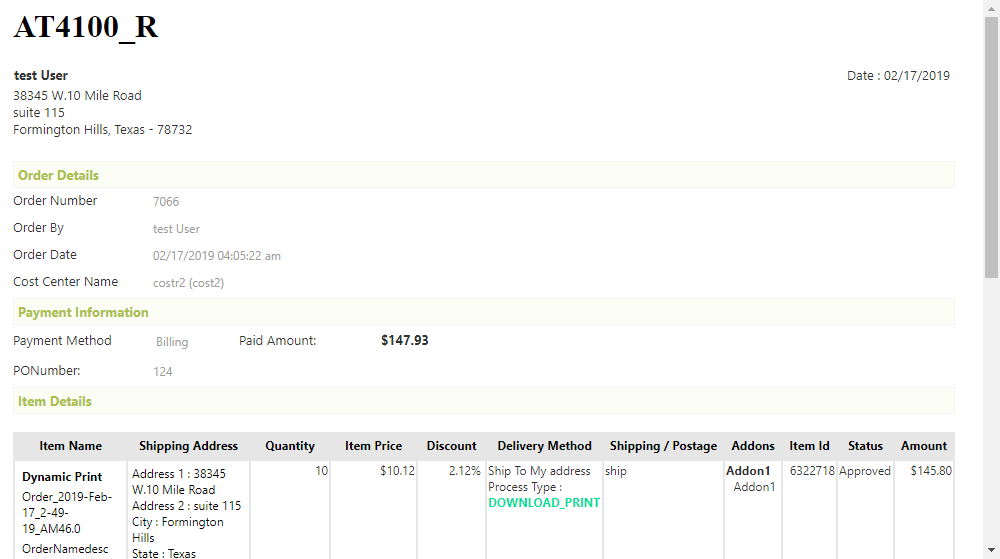 AT4100_R
test User
Date : 02/17/2019
38345 W.10 Mile Road
suite 115
Formington Hills, Texas - 78732
Order Details
Order Number 7066
Order By test User
Order Date 02/17/2019 04:05:22 am
Cost Center Name costr2 (cost2)
Payment Information
Payment Method Billing Paid Amount: $147.93
PONumber: 124
Item Details
Item Name Shipping Address Quantity Item Price Discount Delivery Method Shipping / Postage Addons Item Id Status Amount
Dynamic Print
Order_2019-Feb-
17_2-49-
19_AM46.0
OrderNamedesc
Address 1 : 38345
W.10 Mile Road
Address 2 : suite 115
City : Formington
Hills
State : Texas
10
$10.12
2.12%
Ship To My address
Process Type :
DOWNLOAD_PRINT
ship
Addon1
Addon1
6322718
Approved
$145.80